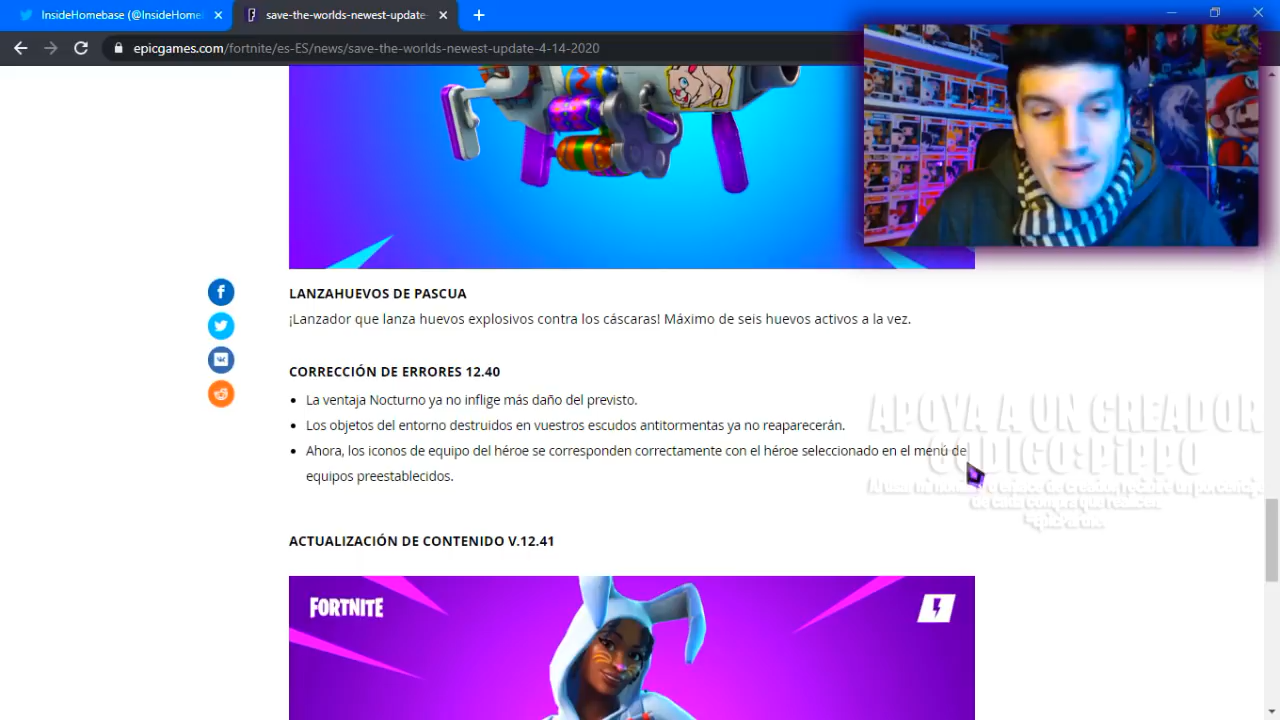 InsideHomebase (@InsideHome
save-the-worlds-newest-update-
epicgames.com/fortnite/es-ES/news/save-the-worlds-newest-update-4-14-2020
LANZAHUEVOS DE PASCUA
¡Lanzador que lanza huevos explosivos contra los cáscaras! Máximo de seis huevos activos a la vez.
CORRECCIÓN DE ERRORES 12.40
• La ventaja Nocturno ya no inflige más daño del previsto.
• Los objetos del entorno destruidos en vuestros escudos antitormentas ya no reaparecerán.
• Ahora, los iconos de equipo del héroe se corresponden correctamente con el héroe seleccionado en el menú de
equipos preestablecidos.
APOYA A UN CREADOR
CÓDIGO: PiPPO
de cada compra que realicen.
ACTUALIZACIÓN DE CONTENIDO V.12.41
FORTNITE